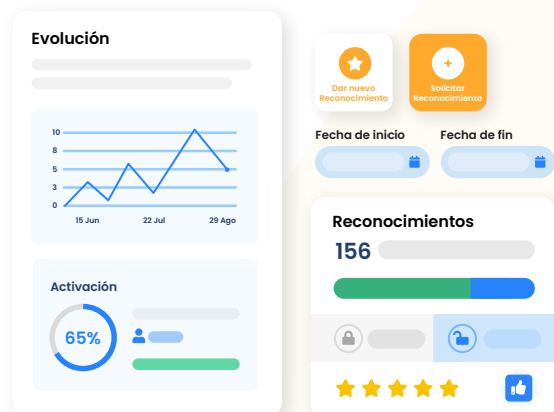 Evolución
10
8
5
3
0
15 Jun
22 Jul
29 Ago
Activación
65%
Dar nuevo
Reconocimiento
Solicitar
Reconocimiento
Fecha de inicio
Fecha de fin
Reconocimientos
156